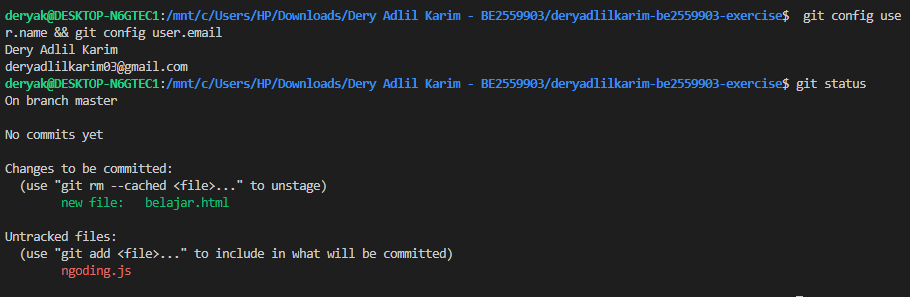 deryak@DESKTOP-N6GTEC1:/mnt/c/Users/HP/Downloads/Dery Adlil Karim - BE2559903/deryadlilkarim-be2559903-exercise$  git config use
r.name && git config user.email
Dery Adlil Karim
deryadlilkarim03@gmail.com
deryak@DESKTOP-N6GTEC1:/mnt/c/Users/HP/Downloads/Dery Adlil Karim - BE2559903/deryadlilkarim-be2559903-exercise$ git status
On branch master
No commits yet
Changes to be committed:
  (use "git rm --cached <file>..." to unstage)
        new file:   belajar.html
Untracked files:
  (use "git add <file>..." to include in what will be committed)
        ngoding.js